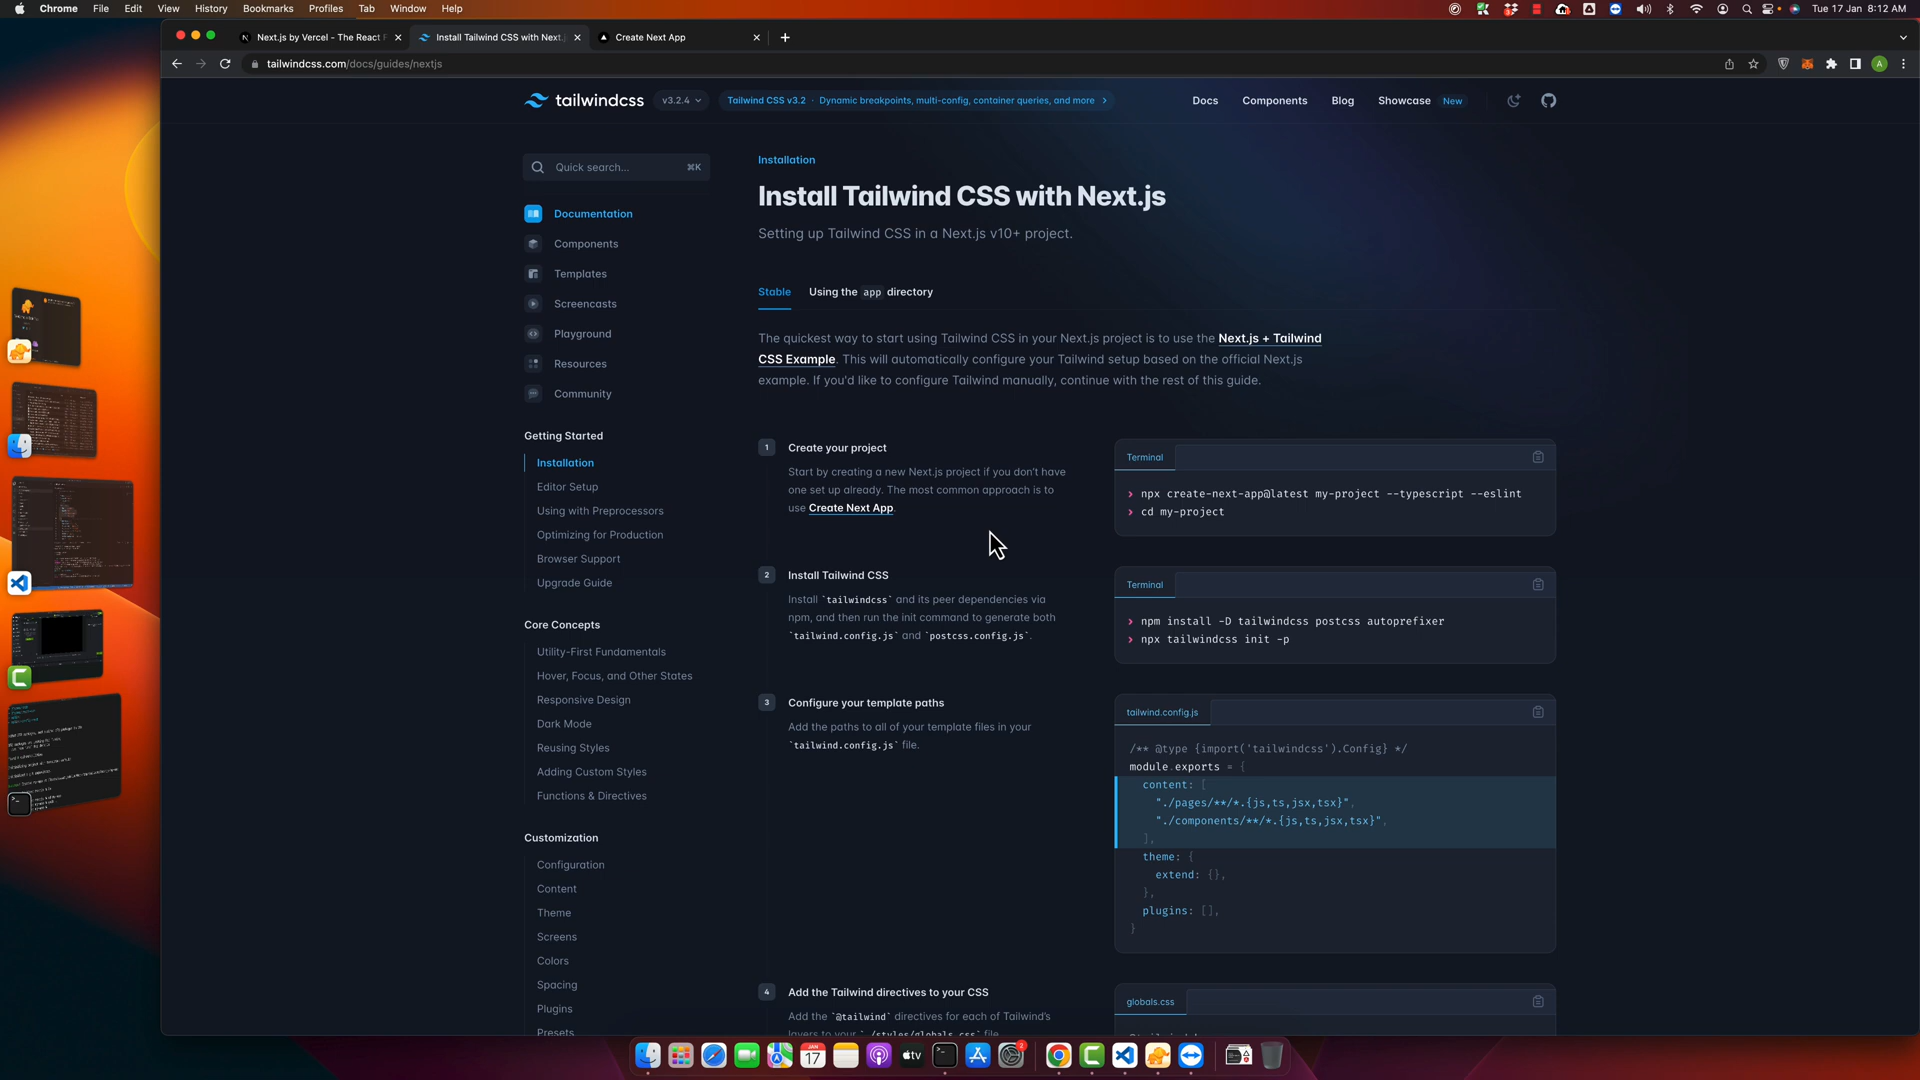 Chrome File Edit View History Bookmarks Profiles Tab Window Help
Tue 17 Jan 8:12 AM
Next.js by Vercel - The React F
Install Tailwind CSS with Next.
Create Next App
tailwindcss.com/docs/guides/nextjs
A
tailwindcss
v3.2.4
Tailwind CSS v3.2 · Dynamic breakpoints, multi-config, container queries, and more
Docs
Components
Blog
Showcase
New
Quick search...
⌘K
Documentation
Components
Templates
Screencasts
Playground
Resources
Community
Getting Started
Installation
Editor Setup
Using with Preprocessors
Optimizing for Production
Browser Support
Upgrade Guide
Core Concepts
Utility-First Fundamentals
Hover, Focus, and Other States
Responsive Design
Dark Mode
Reusing Styles
Adding Custom Styles
Functions & Directives
Customization
Configuration
Content
Theme
Screens
Colors
Spacing
Plugins
Presets
Installation
Install Tailwind CSS with Next.js
Setting up Tailwind CSS in a Next.js v10+ project.
Stable
Using the app directory
The quickest way to start using Tailwind CSS in your Next.js project is to use the Next.js + Tailwind
CSS Example. This will automatically configure your Tailwind setup based on the official Next.js
example. If you'd like to configure Tailwind manually, continue with the rest of this guide.
1
Create your project
Start by creating a new Next.js project if you don't have
one set up already. The most common approach is to
use Create Next App.
Terminal
> npx create-next-app@latest my-project --typescript --eslint
> cd my-project
2
Install Tailwind CSS
Install `tailwindcss` and its peer dependencies via
npm, and then run the init command to generate both
`tailwind.config.js` and `postcss.config.js`.
Terminal
> npm install -D tailwindcss postcss autoprefixer
> npx tailwindcss init -p
3
Configure your template paths
Add the paths to all of your template files in your
`tailwind.config.js` file.
tailwind.config.js
/** @type {import('tailwindcss').Config} */
module.exports = {
content: [
"./pages/**/*.{js,ts,jsx,tsx}",
"./components/**/*.{js,ts,jsx,tsx}",
],
theme: {
extend: {},
},
plugins: [],
}
4
Add the Tailwind directives to your CSS
Add the `@tailwind` directives for each of Tailwind's
layers to your `./styles/globals.css` file.
globals.css
JAN
17
tv
2